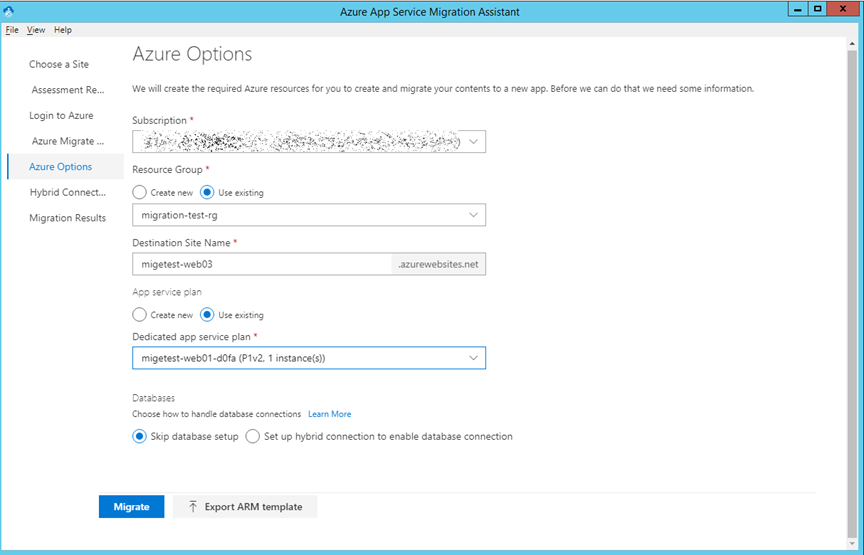 Azure App Service Migration Assistant
File View Help
Choose a Site
Assessment Re...
Login to Azure
Azure Migrate ...
Azure Options
Hybrid Connect...
Migration Results
Azure Options
We will create the required Azure resources for you to create and migrate your contents to a new app. Before we can do that we need some information.
Subscription *
Resource Group *
Create new Use existing
migration-test-rg
Destination Site Name *
migetest-web03 .azurewebsites.net
App service plan
Create new Use existing
Dedicated app service plan *
migetest-web01-d0fa (P1v2, 1 instance(s))
Databases
Choose how to handle database connections Learn More
Skip database setup Set up hybrid connection to enable database connection
Migrate Export ARM template